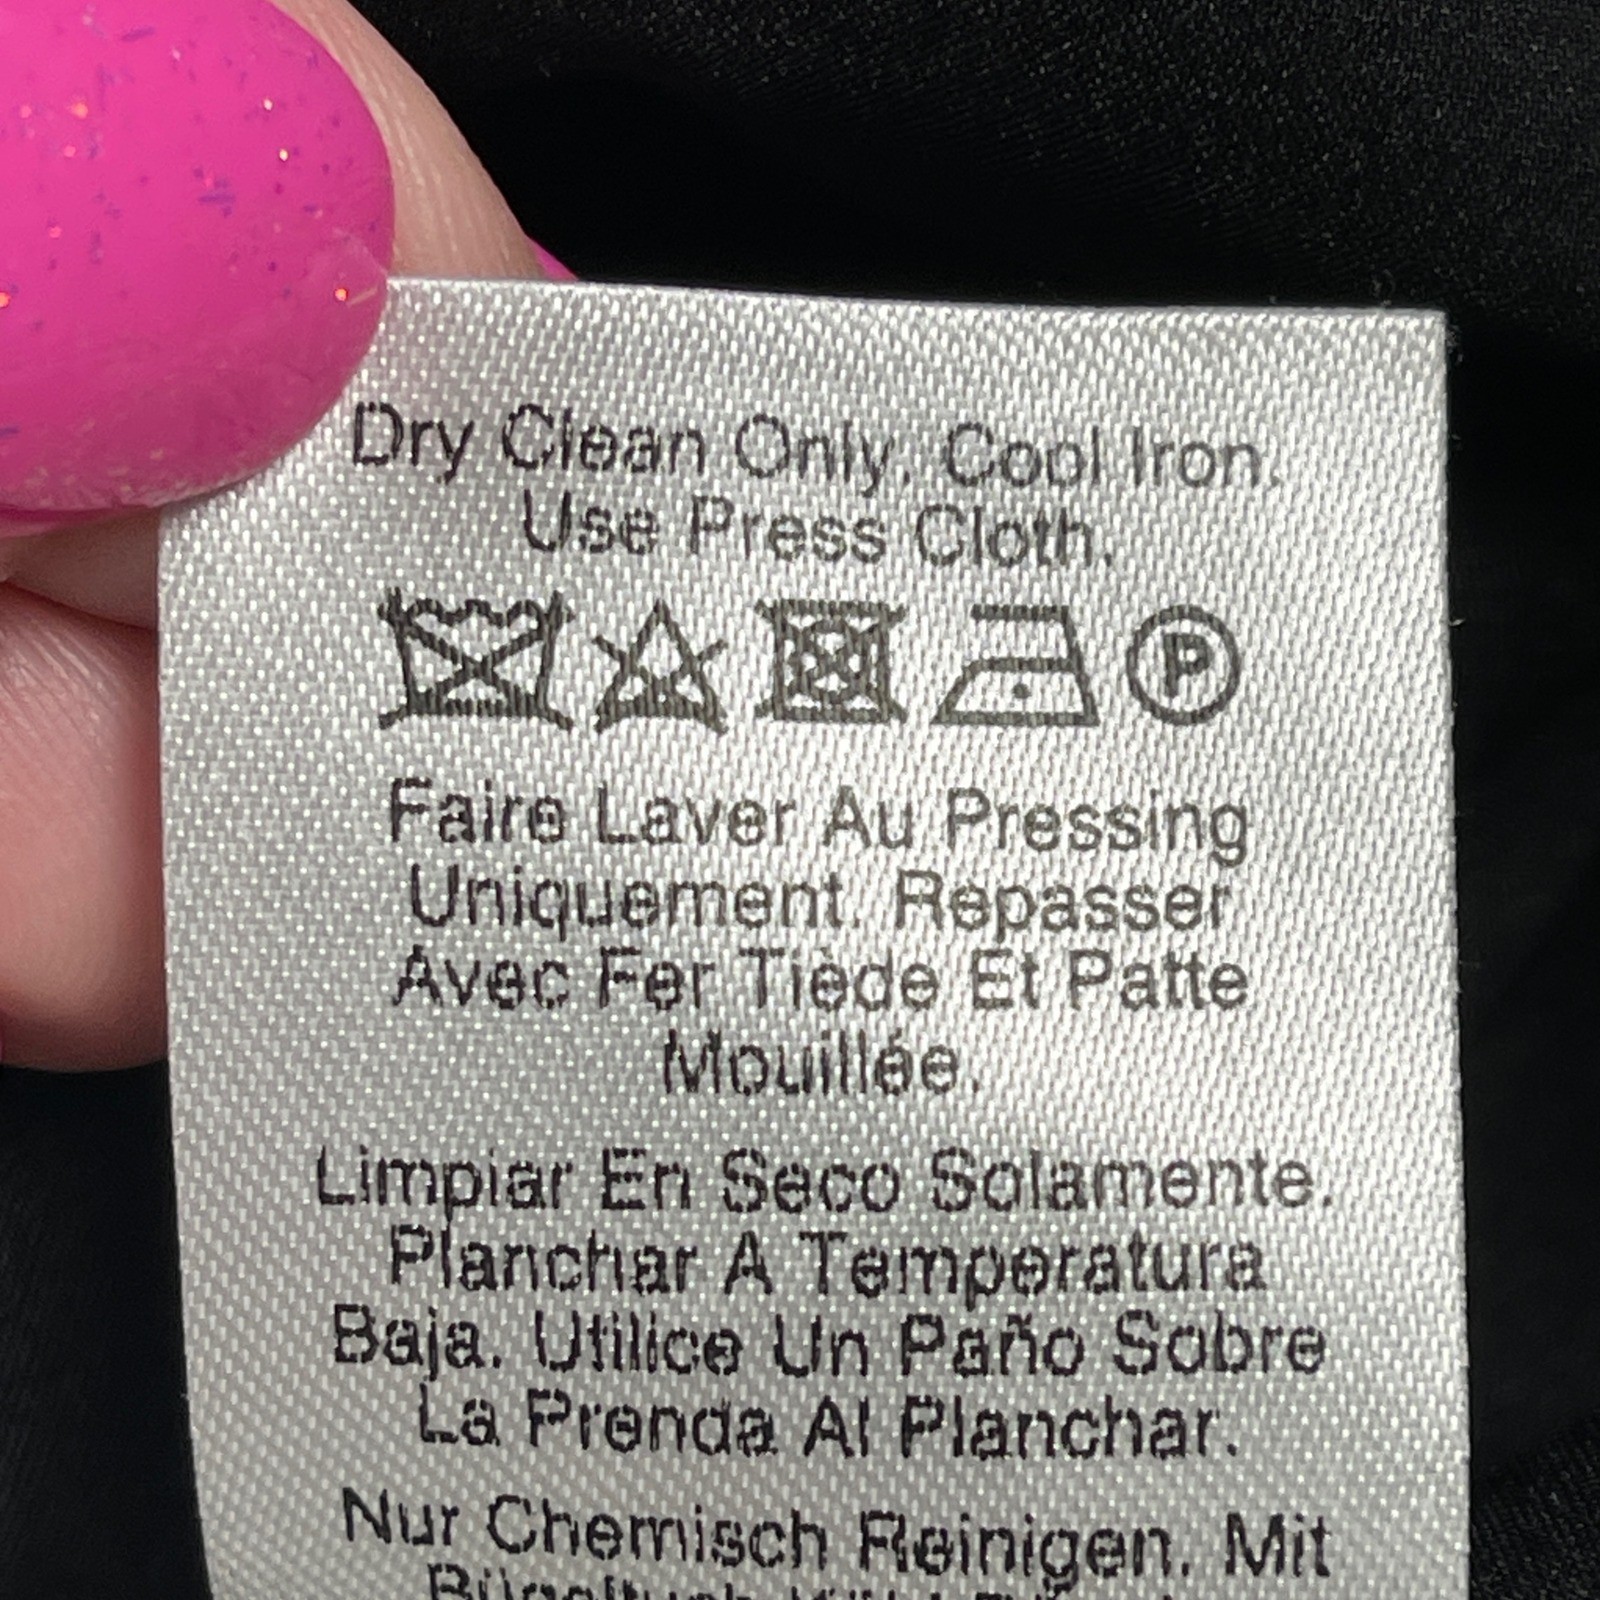 Dry Clean Only. Cool Iron.
Use Press Cloth.
P
Faire Laver Au Pressing
Uniquement. Repasser
Avec Fer Tiède Et Patte
Mouillée.
Limpiar En Seco Solamente.
Planchar A Temperatura
Baja. Utilice Un Paño Sobre
La Prenda Al Planchar.
Nur Chemisch Reinigen. Mit